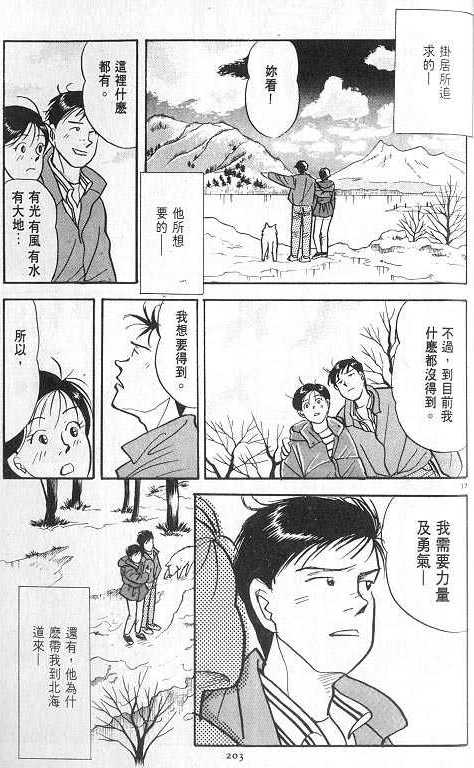 掛居所追
求的—
妳看！
他所想
要的—
這裡什麼
都有。
有光有風有水
有大地…
不過，到目前我
什麼都沒得到。
我想要得到。
所以，
17
我需要力量
及勇氣—
還有，他為什
麼帶我到北海
道來—
203